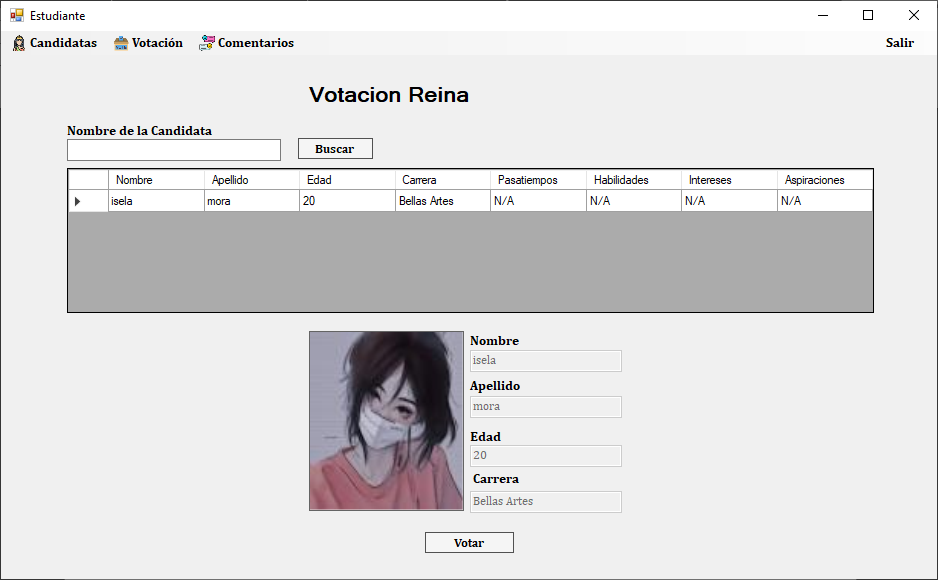 Estudiante
Candidatas Votación Comentarios Salir
Votacion Reina
Nombre de la Candidata
Buscar
Nombre Apellido Edad Carrera Pasatiempos Habilidades Intereses Aspiraciones
isela mora 20 Bellas Artes N/A N/A N/A N/A
Nombre
isela
Apellido
mora
Edad
20
Carrera
Bellas Artes
Votar